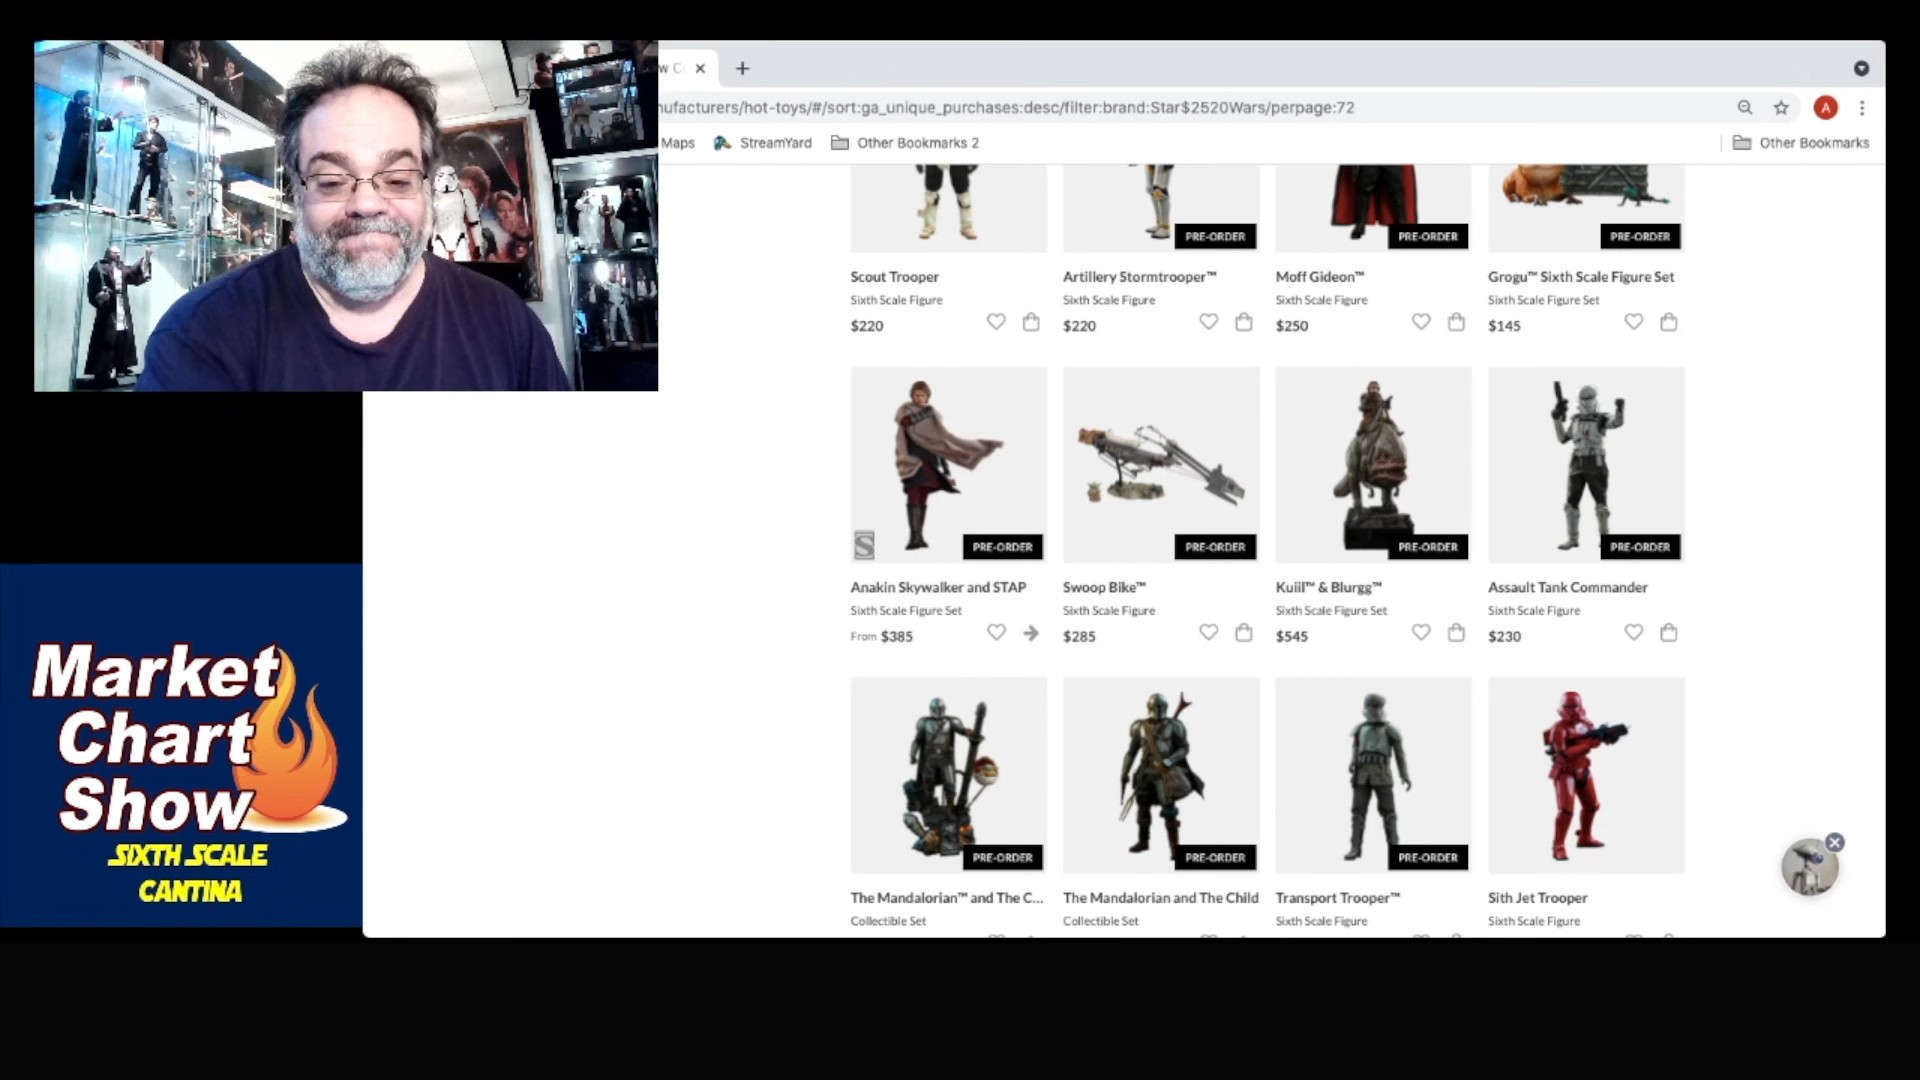 w C
ufacturers/hot-toys/#/sort:ga_unique_purchases:desc/filter:brand:Star$2520Wars/perpage:72
A
Maps StreamYard Other Bookmarks 2 Other Bookmarks
PRE-ORDER PRE-ORDER PRE-ORDER
Scout Trooper Artillery Stormtrooper™ Moff Gideon™ Grogu™ Sixth Scale Figure Set
Sixth Scale Figure Sixth Scale Figure Sixth Scale Figure Sixth Scale Figure Set
$220 $220 $250 $145
S PRE-ORDER PRE-ORDER PRE-ORDER PRE-ORDER
Anakin Skywalker and STAP Swoop Bike™ Kuiil™ & Blurgg™ Assault Tank Commander
Sixth Scale Figure Set Sixth Scale Figure Sixth Scale Figure Set Sixth Scale Figure
From $385 $285 $545 $230
PRE-ORDER PRE-ORDER PRE-ORDER
The Mandalorian™ and The C... The Mandalorian and The Child Transport Trooper™ Sith Jet Trooper
Collectible Set Collectible Set Sixth Scale Figure Sixth Scale Figure
Market
Chart
Show
SIXTH SCALE
CANTINA